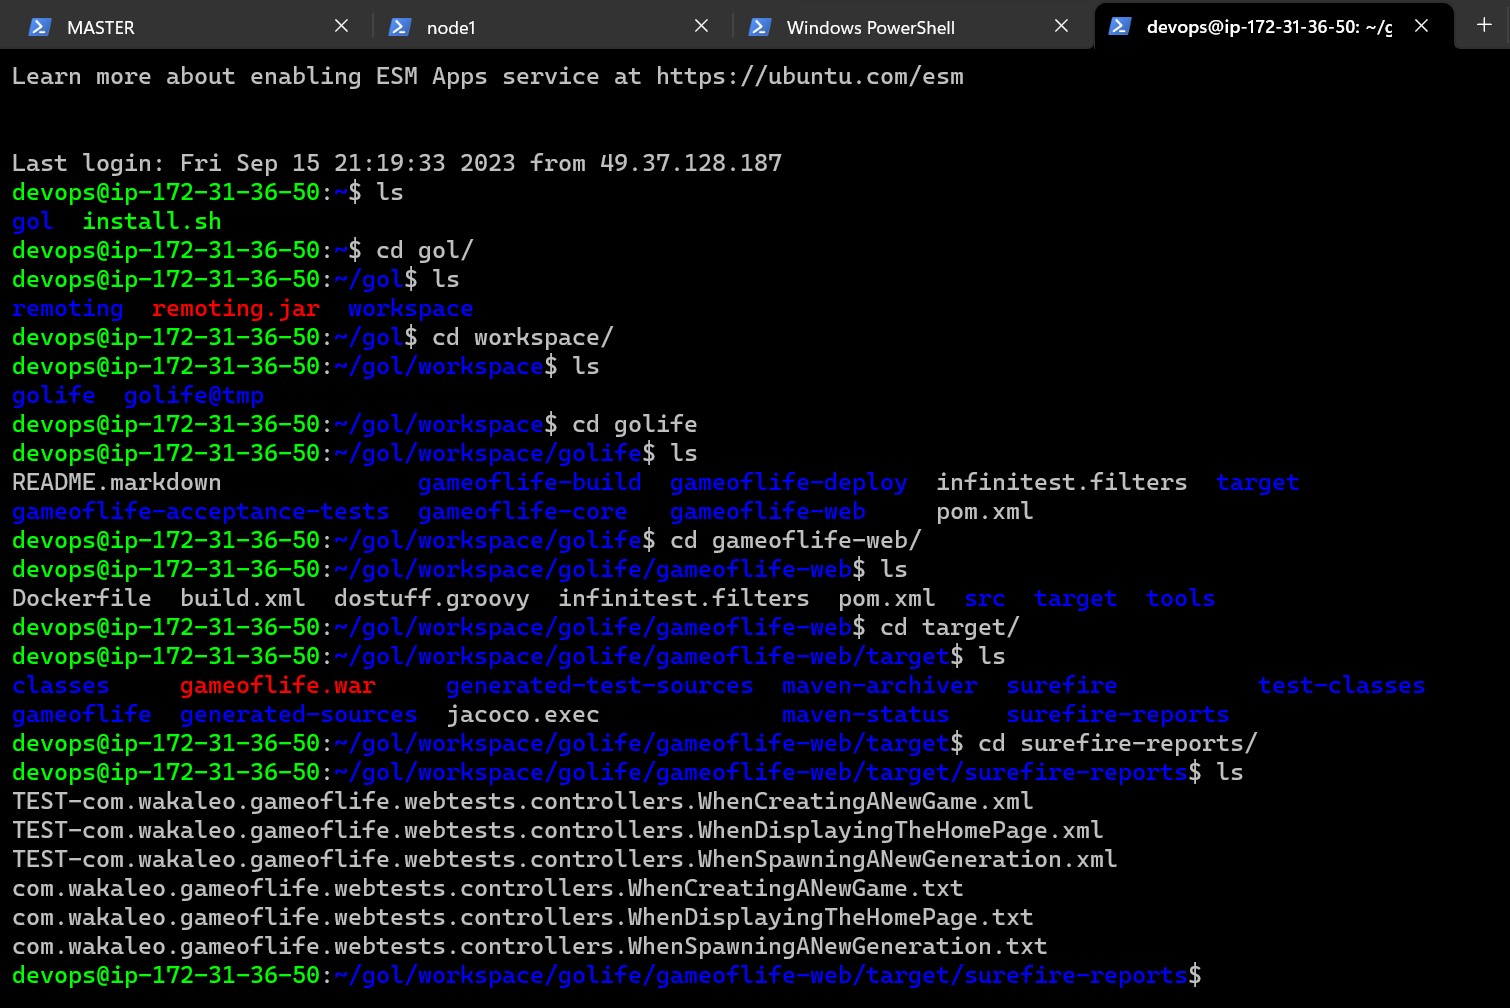 MASTER
node1
Windows PowerShell
devops@ip-172-31-36-50: ~/g
Learn more about enabling ESM Apps service at https://ubuntu.com/esm
Last login: Fri Sep 15 21:19:33 2023 from 49.37.128.187
devops@ip-172-31-36-50:~$ ls
gol  install.sh
devops@ip-172-31-36-50:~$ cd gol/
devops@ip-172-31-36-50:~/gol$ ls
remoting  remoting.jar  workspace
devops@ip-172-31-36-50:~/gol$ cd workspace/
devops@ip-172-31-36-50:~/gol/workspace$ ls
golife  golife@tmp
devops@ip-172-31-36-50:~/gol/workspace$ cd golife
devops@ip-172-31-36-50:~/gol/workspace/golife$ ls
README.markdown              gameoflife-build  gameoflife-deploy  infinitest.filters  target
gameoflife-acceptance-tests  gameoflife-core   gameoflife-web     pom.xml
devops@ip-172-31-36-50:~/gol/workspace/golife$ cd gameoflife-web/
devops@ip-172-31-36-50:~/gol/workspace/golife/gameoflife-web$ ls
Dockerfile  build.xml  dostuff.groovy  infinitest.filters  pom.xml  src  target  tools
devops@ip-172-31-36-50:~/gol/workspace/golife/gameoflife-web$ cd target/
devops@ip-172-31-36-50:~/gol/workspace/golife/gameoflife-web/target$ ls
classes     gameoflife.war     generated-test-sources  maven-archiver  surefire          test-classes
gameoflife  generated-sources  jacoco.exec             maven-status    surefire-reports
devops@ip-172-31-36-50:~/gol/workspace/golife/gameoflife-web/target$ cd surefire-reports/
devops@ip-172-31-36-50:~/gol/workspace/golife/gameoflife-web/target/surefire-reports$ ls
TEST-com.wakaleo.gameoflife.webtests.controllers.WhenCreatingANewGame.xml
TEST-com.wakaleo.gameoflife.webtests.controllers.WhenDisplayingTheHomePage.xml
TEST-com.wakaleo.gameoflife.webtests.controllers.WhenSpawningANewGeneration.xml
com.wakaleo.gameoflife.webtests.controllers.WhenCreatingANewGame.txt
com.wakaleo.gameoflife.webtests.controllers.WhenDisplayingTheHomePage.txt
com.wakaleo.gameoflife.webtests.controllers.WhenSpawningANewGeneration.txt
devops@ip-172-31-36-50:~/gol/workspace/golife/gameoflife-web/target/surefire-reports$